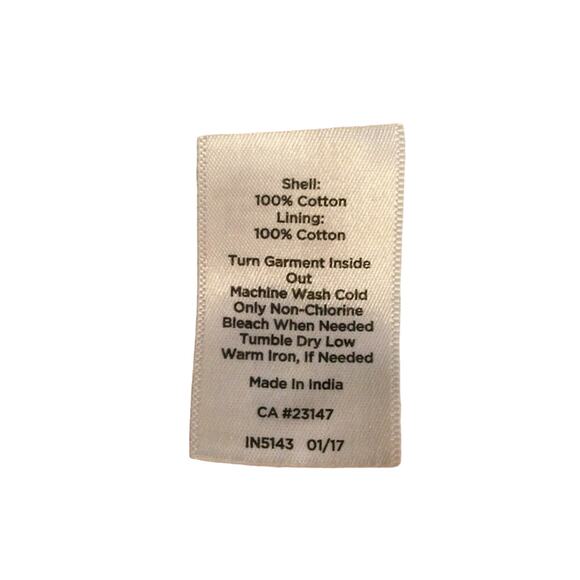 Shell:
100% Cotton
Lining:
100% Cotton
Turn Garment Inside
Out
Machine Wash Cold
Only Non-Chlorine
Bleach When Needed
Tumble Dry Low
Warm Iron, If Needed
Made In India
CA #23147
IN5143 01/17